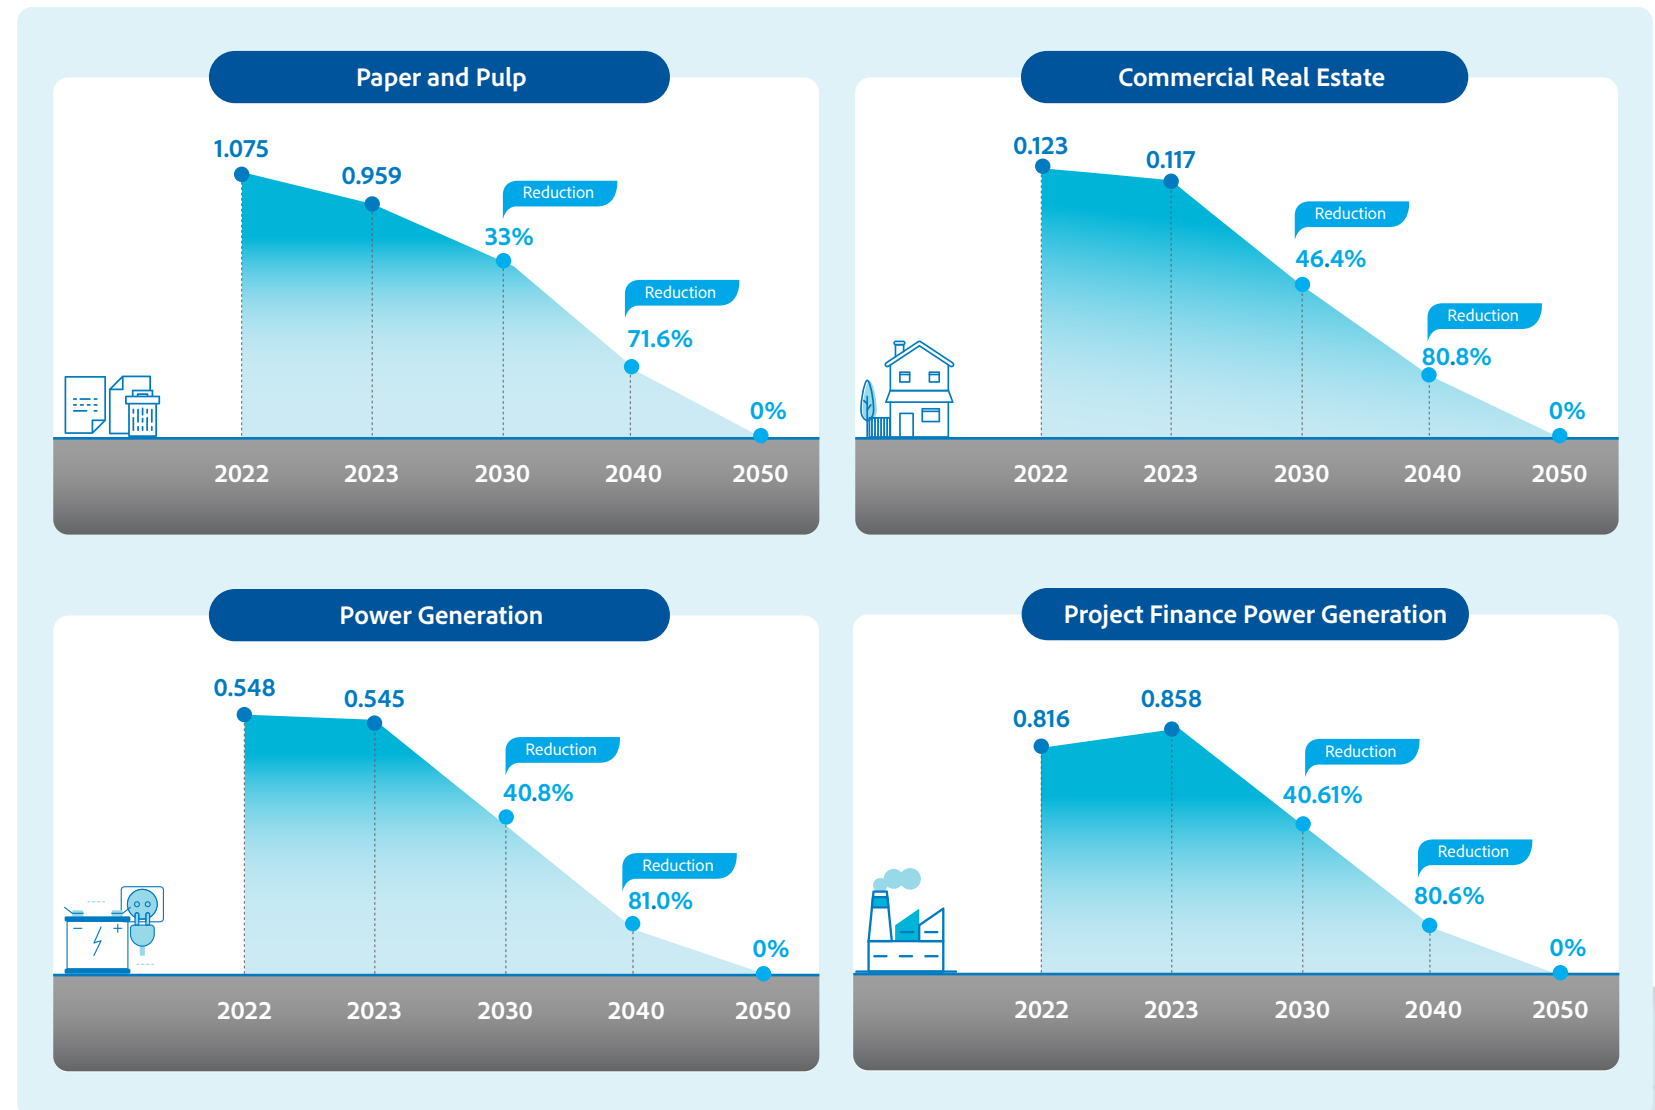 Paper and Pulp
1.075
0.959
Reduction
33%
Reduction
71.6%
0%
2022 2023 2030 2040 2050
Commercial Real Estate
0.123
0.117
Reduction
46.4%
Reduction
80.8%
0%
2022 2023 2030 2040 2050
Power Generation
0.548
0.545
Reduction
40.8%
Reduction
81.0%
0%
2022 2023 2030 2040 2050
Project Finance Power Generation
0.816
0.858
Reduction
40.61%
Reduction
80.6%
0%
2022 2023 2030 2040 2050